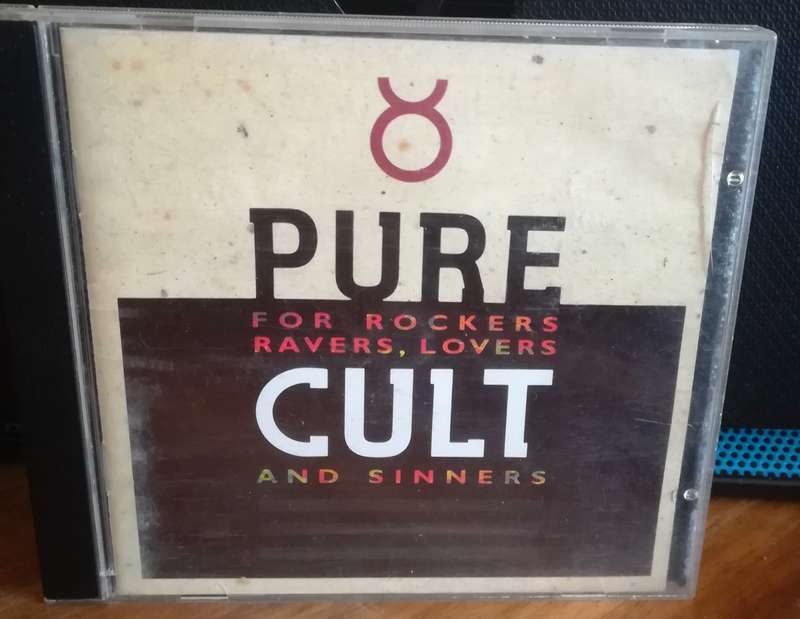 PURE
FOR ROCKERS
RAVERS, LOVERS
CULT
AND SINNERS